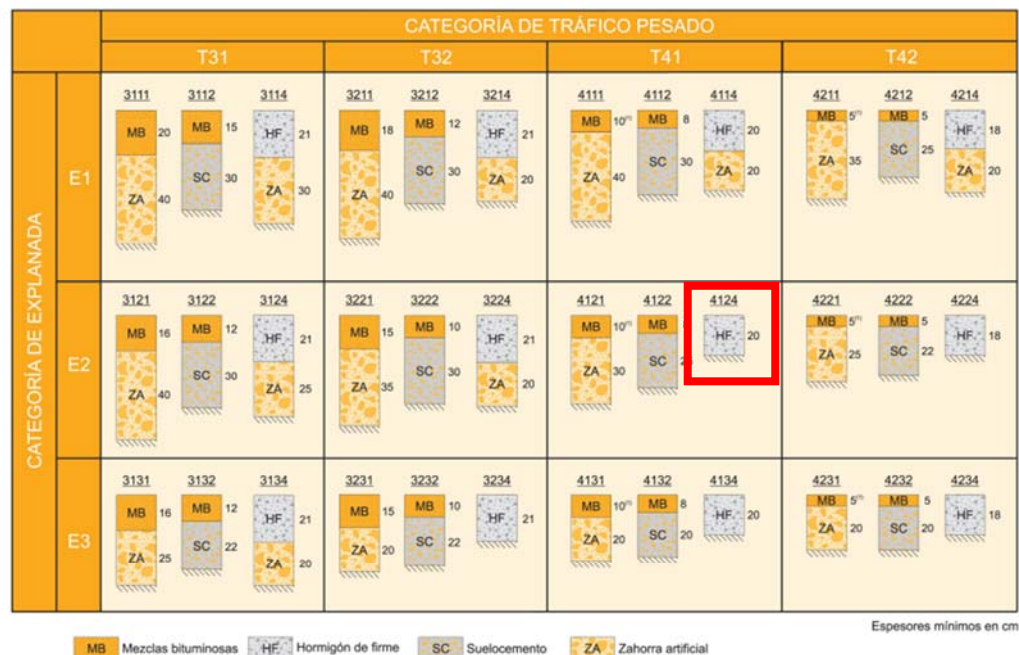 CATEGORÍA DE TRÁFICO PESADO
T31 T32 T41 T42
CATEGORÍA DE EXPLANADA
E1
3111 3112 3114 3211 3212 3214 4111 4112 4114 4211 4212 4214
MB 20 MB 15 HF 21 MB 18 MB 12 HF 21 MB 10(1) MB 8 HF 20 MB 5(1) MB 5 HF 18
ZA 40 SC 30 ZA 30 ZA 40 SC 30 ZA 20 ZA 40 SC 30 ZA 20 ZA 35 SC 25 ZA 20
E2
3121 3122 3124 3221 3222 3224 4121 4122 4124 4221 4222 4224
MB 16 MB 12 HF 21 MB 15 MB 10 HF 21 MB 10(1) MB HF 20 MB 5(1) MB 5 HF 18
ZA 40 SC 30 ZA 25 ZA 35 SC 30 ZA 20 ZA 30 SC ZA 25 SC 22
E3
3131 3132 3134 3231 3232 3234 4131 4132 4134 4231 4232 4234
MB 16 MB 12 HF 21 MB 15 MB 10 HF 21 MB 10(1) MB 8 HF 20 MB 5(1) MB 5 HF 18
ZA 25 SC 22 ZA 20 ZA 20 SC 22 ZA 20 SC 20 ZA 20 SC 20
Espesores mínimos en cm
MB Mezclas bituminosas HF Hormigón de firme SC Suelocemento ZA Zahorra artificial